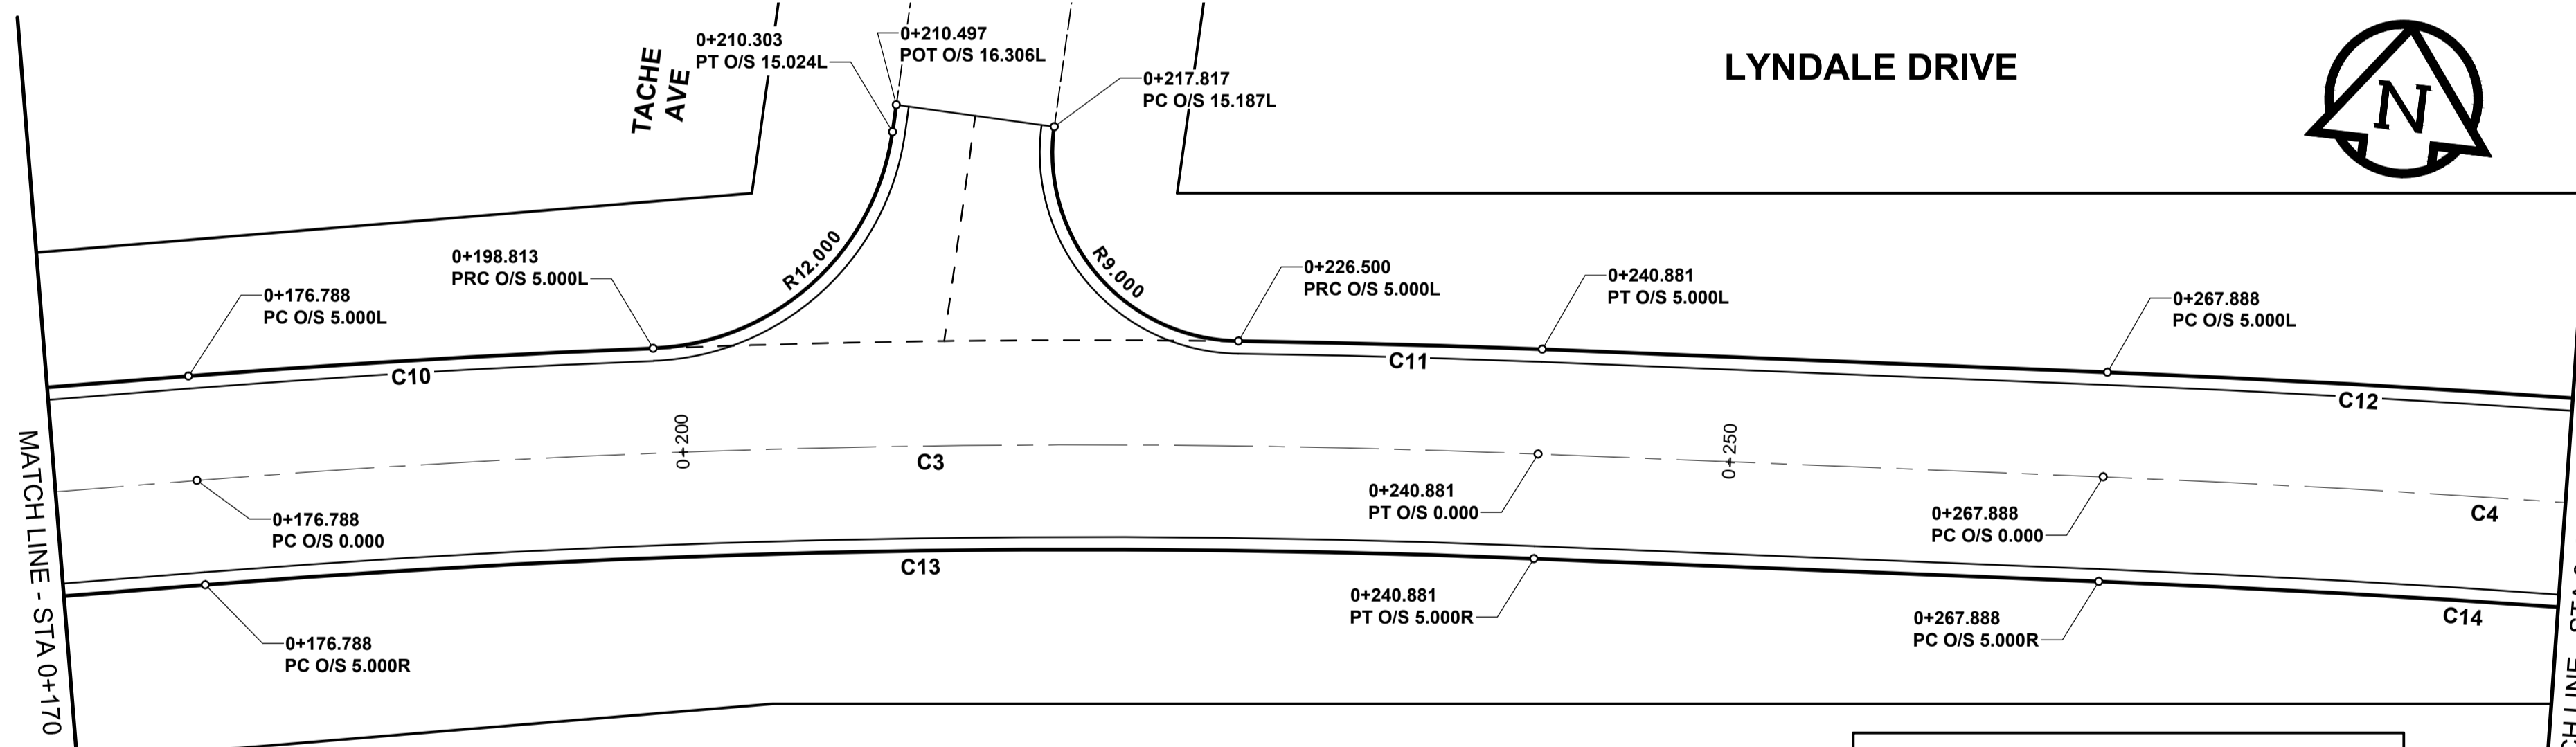 0+210.303
PT O/S 15.024L
0+210.497
POT O/S 16.306L
TACHE
AVE
0+217.817
PC O/S 15.187L
LYNDALE DRIVE
N
0+198.813
PRC O/S 5.000L
R12.000
R9.000
0+176.788
PC O/S 5.000L
0+226.500
PRC O/S 5.000L
0+240.881
PT O/S 5.000L
0+267.888
PC O/S 5.000L
C10
C11
C12
0+200
0+250
C3
0+176.788
PC O/S 0.000
0+240.881
PT O/S 0.000
0+267.888
PC O/S 0.000
C4
MATCH LINE - STA 0+170
C13
0+240.881
PT O/S 5.000R
0+267.888
PC O/S 5.000R
C14
0+176.788
PC O/S 5.000R